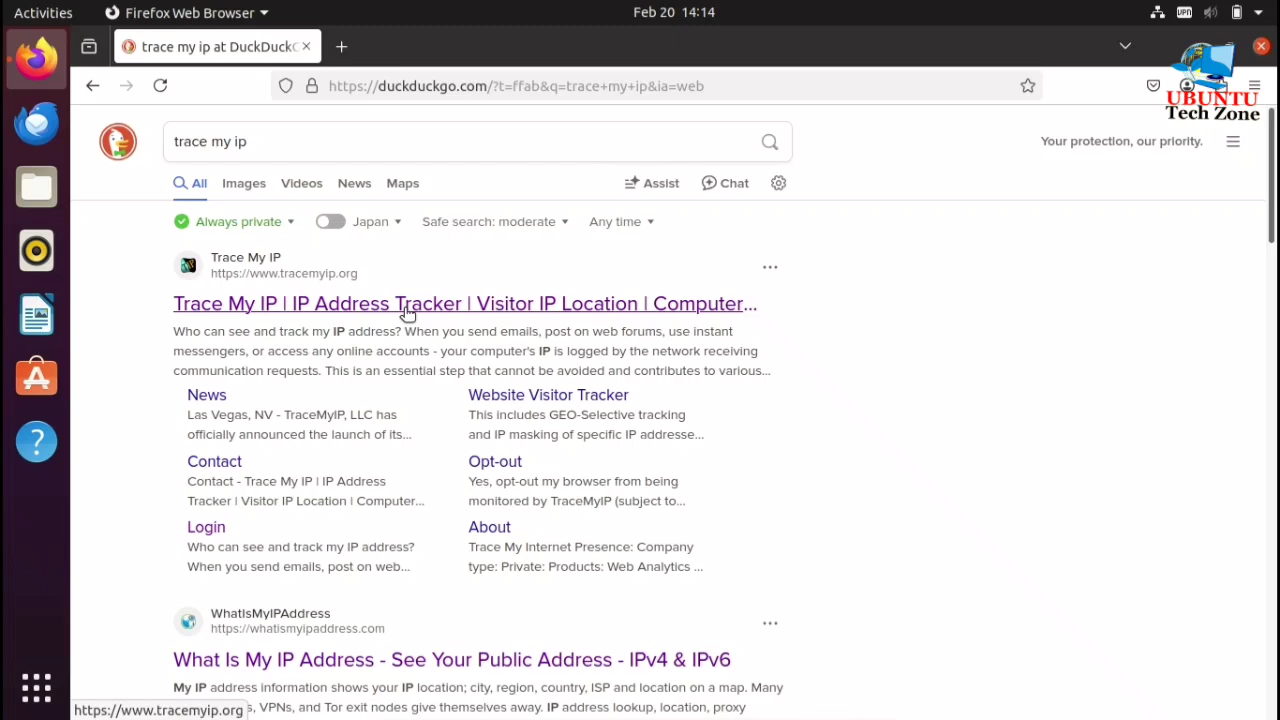 Activities
Firefox Web Browser
Feb 20 14:14
VPN
trace my ip at DuckDuckG
https://duckduckgo.com/?t=ffab&q=trace+my+ip&ia=web
UBUNTU
Tech Zone
trace my ip
Your protection, our priority.
All Images Videos News Maps Assist Chat
Always private Japan Safe search: moderate Any time
Trace My IP
https://www.tracemyip.org
Trace My IP | IP Address Tracker | Visitor IP Location | Computer...
Who can see and track my IP address? When you send emails, post on web forums, use instant
messengers, or access any online accounts - your computer's IP is logged by the network receiving
communication requests. This is an essential step that cannot be avoided and contributes to various...
News
Las Vegas, NV - TraceMyIP, LLC has
officially announced the launch of its...
Website Visitor Tracker
This includes GEO-Selective tracking
and IP masking of specific IP addresse...
Contact
Contact - Trace My IP | IP Address
Tracker | Visitor IP Location | Computer...
Opt-out
Yes, opt-out my browser from being
monitored by TraceMyIP (subject to...
Login
Who can see and track my IP address?
When you send emails, post on web...
About
Trace My Internet Presence: Company
type: Private: Products: Web Analytics ...
WhatIsMyIPAddress
https://whatismyipaddress.com
What Is My IP Address - See Your Public Address - IPv4 & IPv6
My IP address information shows your IP location; city, region, country, ISP and location on a map. Many
s, VPNs, and Tor exit nodes give themselves away. IP address lookup, location, proxy
https://www.tracemyip.org